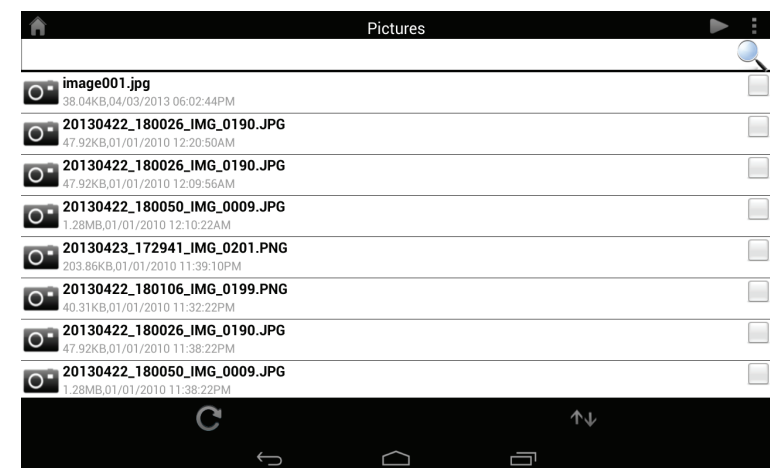 Pictures
image001.jpg
38.04KB,04/03/2013 06:02:44PM
20130422_180026_IMG_0190.JPG
47.92KB,01/01/2010 12:20:50AM
20130422_180026_IMG_0190.JPG
47.92KB,01/01/2010 12:09:56AM
20130422_180050_IMG_0009.JPG
1.28MB,01/01/2010 12:10:22AM
20130423_172941_IMG_0201.PNG
203.86KB,01/01/2010 11:39:10PM
20130422_180106_IMG_0199.PNG
40.31KB,01/01/2010 11:32:22PM
20130422_180026_IMG_0190.JPG
47.92KB,01/01/2010 11:38:22PM
20130422_180050_IMG_0009.JPG
1.28MB,01/01/2010 11:38:22PM